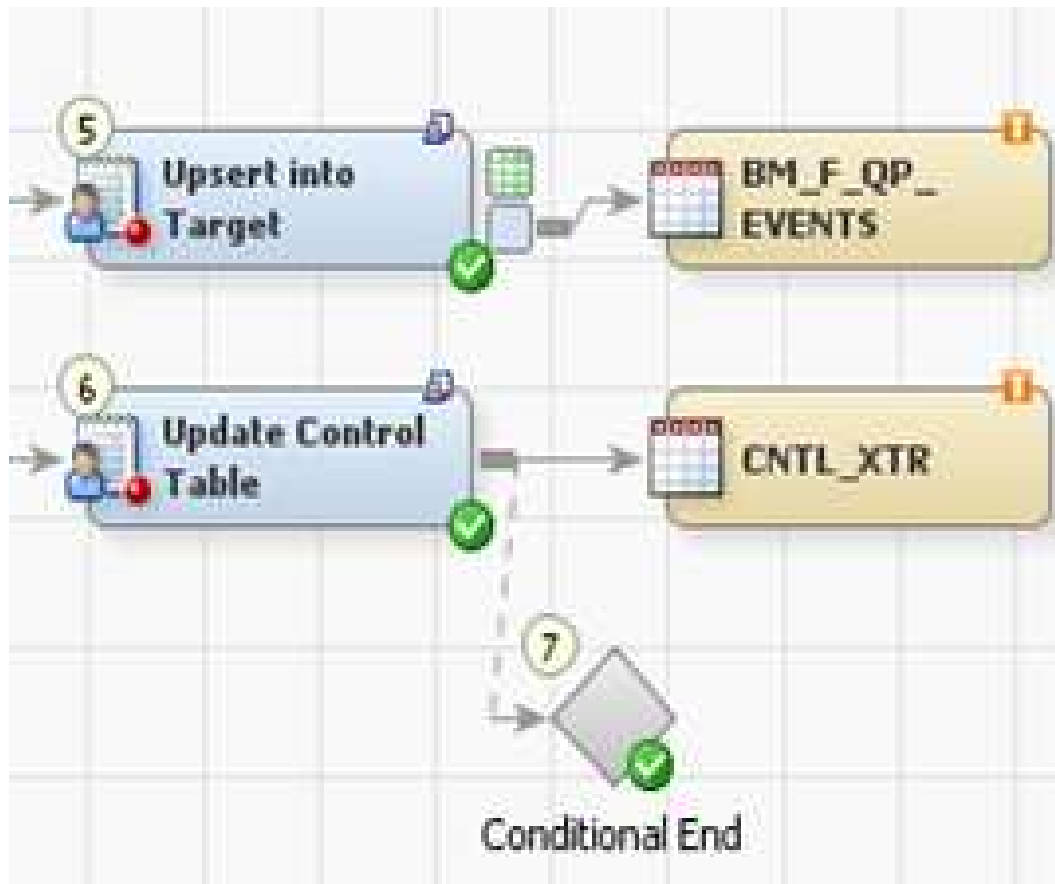 5
Upsert into
Target
BM_F_QP_
EVENTS
6
Update Control
Table
CNTL_XTR
7
Conditional End